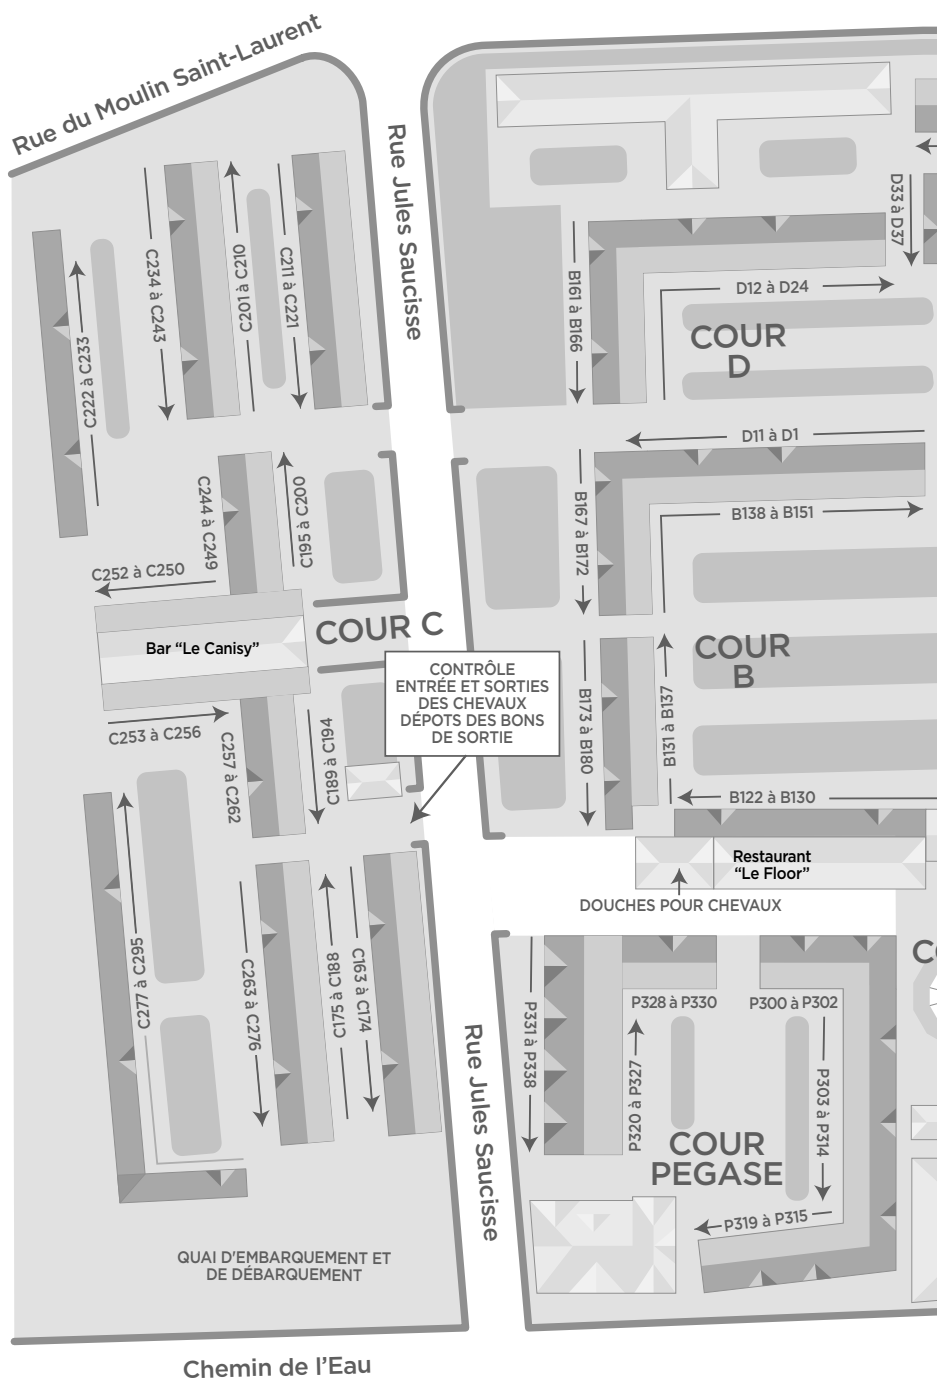 Rue du Moulin Saint-Laurent
Rue Jules Saucisse
C234 à C243
C201 à C210
C211 à C221
C222 à C233
D33 à D37
B161 à B166
D12 à D24
COUR
D
D11 à D1
C244 à C249
C195 à C200
B167 à B172
B138 à B151
C252 à C250
Bar “Le Canisy”
COUR C
COUR
B
CONTRÔLE
ENTRÉE ET SORTIES
DES CHEVAUX
DÉPOTS DES BONS
DE SORTIE
C253 à C256
C257 à C262
C189 à C194
B173 à B180
B131 à B137
B122 à B130
Restaurant
“Le Floor”
DOUCHES POUR CHEVAUX
C277 à C295
C263 à C276
C175 à C188
C163 à C174
P331 à P338
P328 à P330
P300 à P302
P320 à P327
P303 à P314
COUR
PEGASE
P319 à P315
Rue Jules Saucisse
QUAI D'EMBARQUEMENT ET
DE DÉBARQUEMENT
Chemin de l’Eau